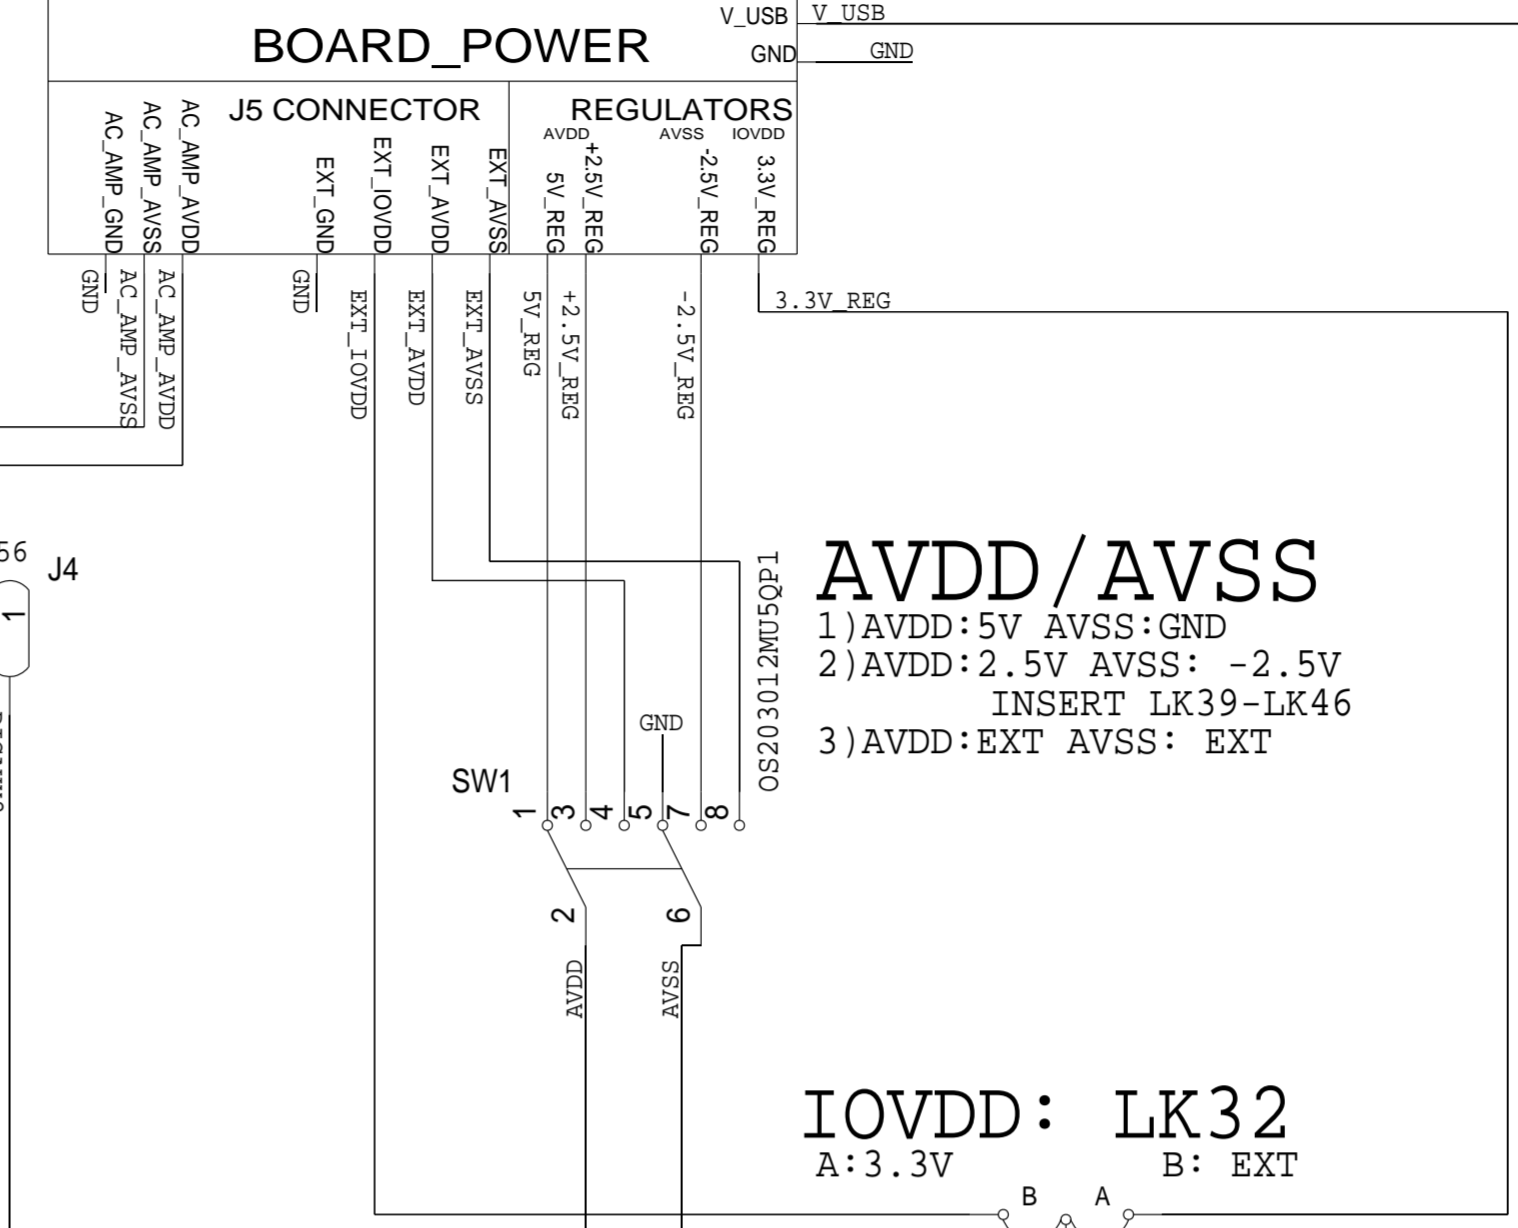 V_USB V_USB
BOARD_POWER
GND GND
J5 CONNECTOR REGULATORS
AVDD AVSS IOVDD
AC_AMP_GND
AC_AMP_AVSS
AC_AMP_AVDD
EXT_GND
EXT_IOVDD
EXT_AVDD
EXT_AVSS
5V_REG
+2.5V_REG
-2.5V_REG
3.3V_REG
GND
AC_AMP_AVSS
AC_AMP_AVDD
GND
EXT_IOVDD
EXT_AVDD
EXT_AVSS
5V_REG
+2.5V_REG
-2.5V_REG
3.3V_REG
56
J4
1
AVDD/AVSS
1)AVDD:5V AVSS:GND
2)AVDD:2.5V AVSS: -2.5V
INSERT LK39-LK46
3)AVDD:EXT AVSS: EXT
OS203012MU5QP1
GND
SW1
1 3 4 5 7 8
2 6
AVDD
AVSS
IOVDD: LK32
A:3.3V B: EXT
B A